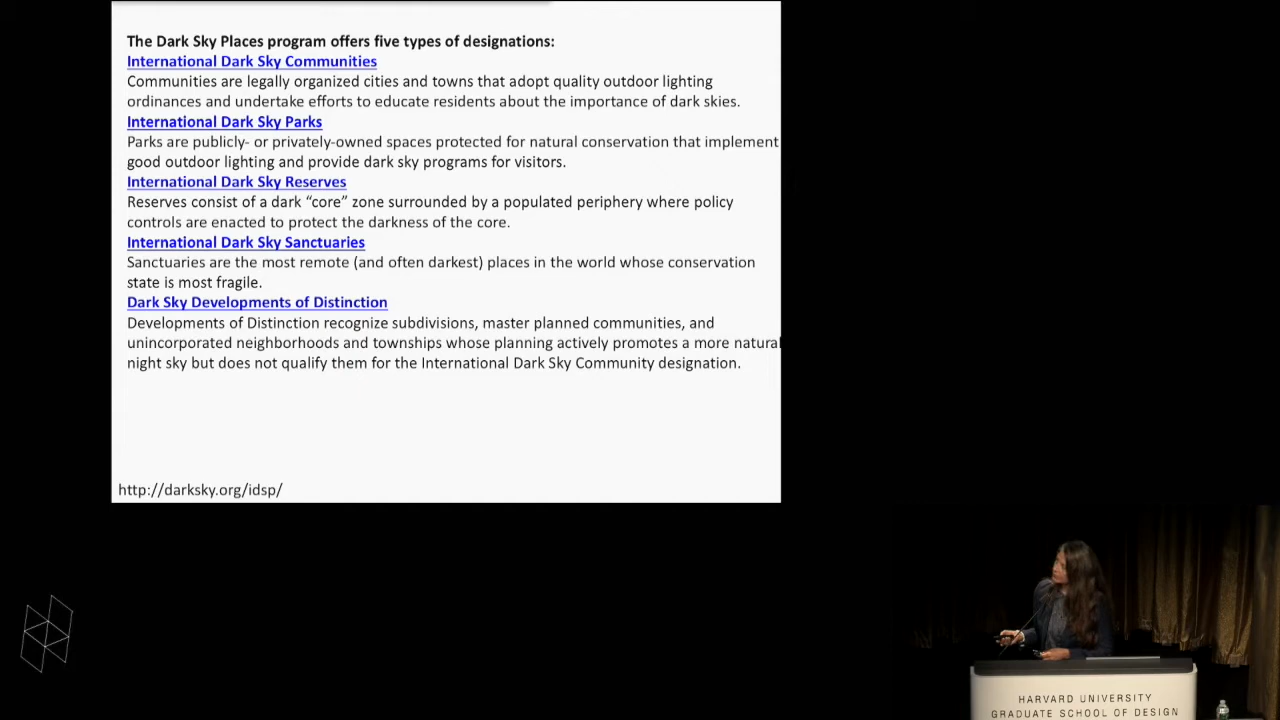 The Dark Sky Places program offers five types of designations:
International Dark Sky Communities
Communities are legally organized cities and towns that adopt quality outdoor lighting
ordinances and undertake efforts to educate residents about the importance of dark skies.
International Dark Sky Parks
Parks are publicly- or privately-owned spaces protected for natural conservation that implement
good outdoor lighting and provide dark sky programs for visitors.
International Dark Sky Reserves
Reserves consist of a dark “core” zone surrounded by a populated periphery where policy
controls are enacted to protect the darkness of the core.
International Dark Sky Sanctuaries
Sanctuaries are the most remote (and often darkest) places in the world whose conservation
state is most fragile.
Dark Sky Developments of Distinction
Developments of Distinction recognize subdivisions, master planned communities, and
unincorporated neighborhoods and townships whose planning actively promotes a more natural
night sky but does not qualify them for the International Dark Sky Community designation.
http://darksky.org/idsp/
HARVARD UNIVERSITY
GRADUATE SCHOOL OF DESIGN